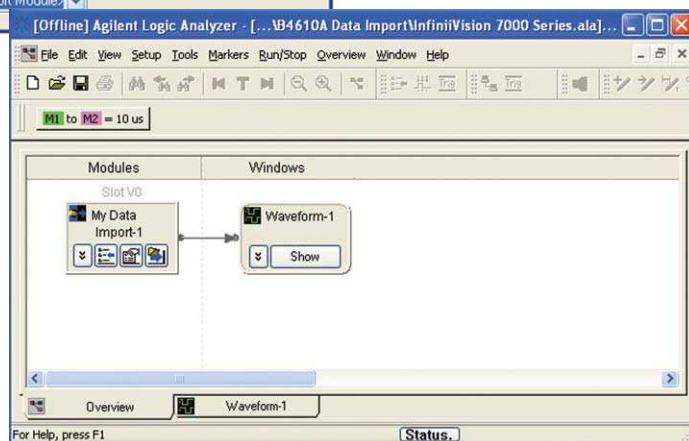 ort Module>
[Offline] Agilent Logic Analyzer - [...\B4610A Data Import\InfiniiVision 7000 Series.ala]...
File Edit View Setup Tools Markers Run/Stop Overview Window Help
M1 to M2 = 10 us
Modules Windows
Slot V0
My Data
Import-1
Waveform-1
Show
Overview Waveform-1
For Help, press F1 Status.